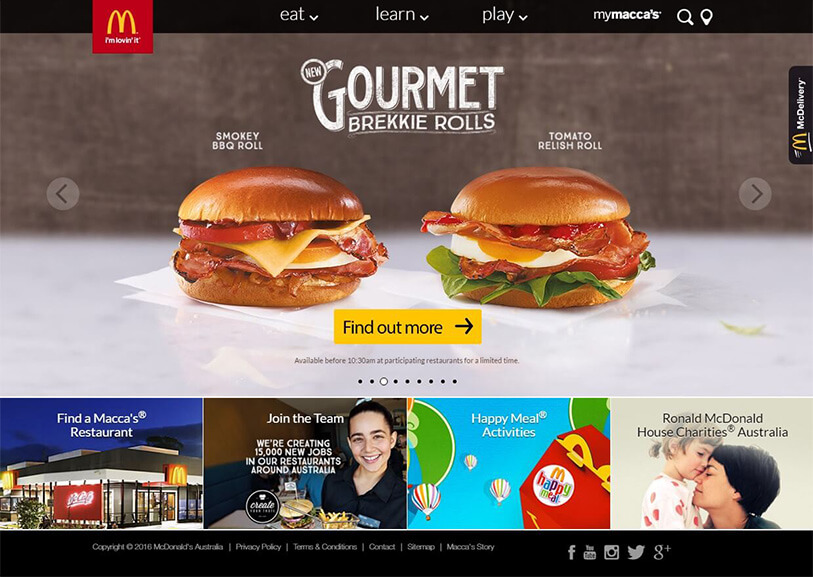 i'm lovin' it
eat
learn
play
mymacca's
McDelivery
NEW
GOURMET
BREKKIE ROLLS
SMOKEY
BBQ ROLL
TOMATO
RELISH ROLL
Find out more
Available before 10:30am at participating restaurants for a limited time.
Find a Macca's®
Restaurant
Join the Team
WE'RE CREATING
15,000 NEW JOBS
IN OUR RESTAURANTS
AROUND AUSTRALIA
create
Happy Meal®
Activities
happy
meal
Ronald McDonald
House Charities® Australia
Copyright © 2016 McDonald's Australia | Privacy Policy | Terms & Conditions | Contact | Sitemap | Macca's Story
f You Tube g+